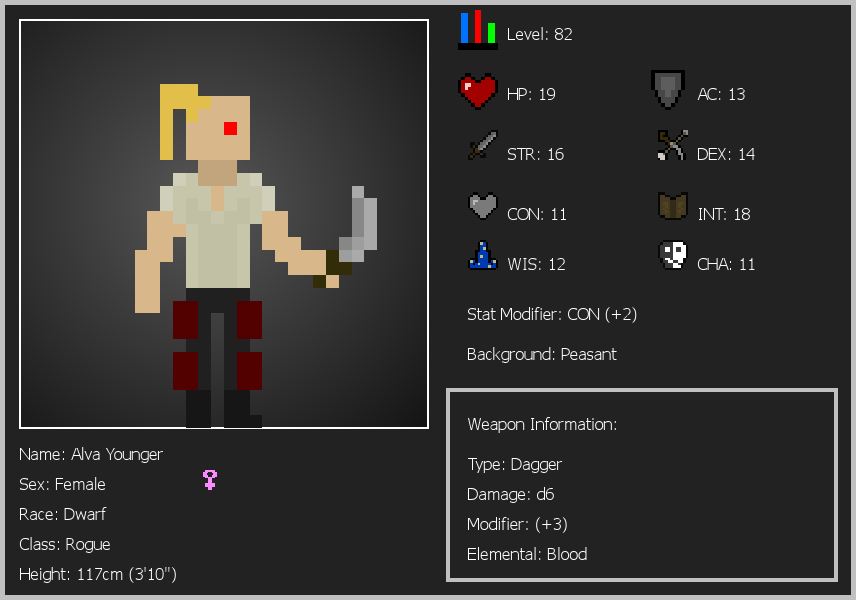 Level: 82
HP: 19
AC: 13
STR: 16
DEX: 14
CON: 11
INT: 18
WIS: 12
CHA: 11
Stat Modifier: CON (+2)
Background: Peasant
Weapon Information:
Type: Dagger
Damage: d6
Modifier: (+3)
Elemental: Blood
Name: Alva Younger
Sex: Female
Race: Dwarf
Class: Rogue
Height: 117cm (3'10")